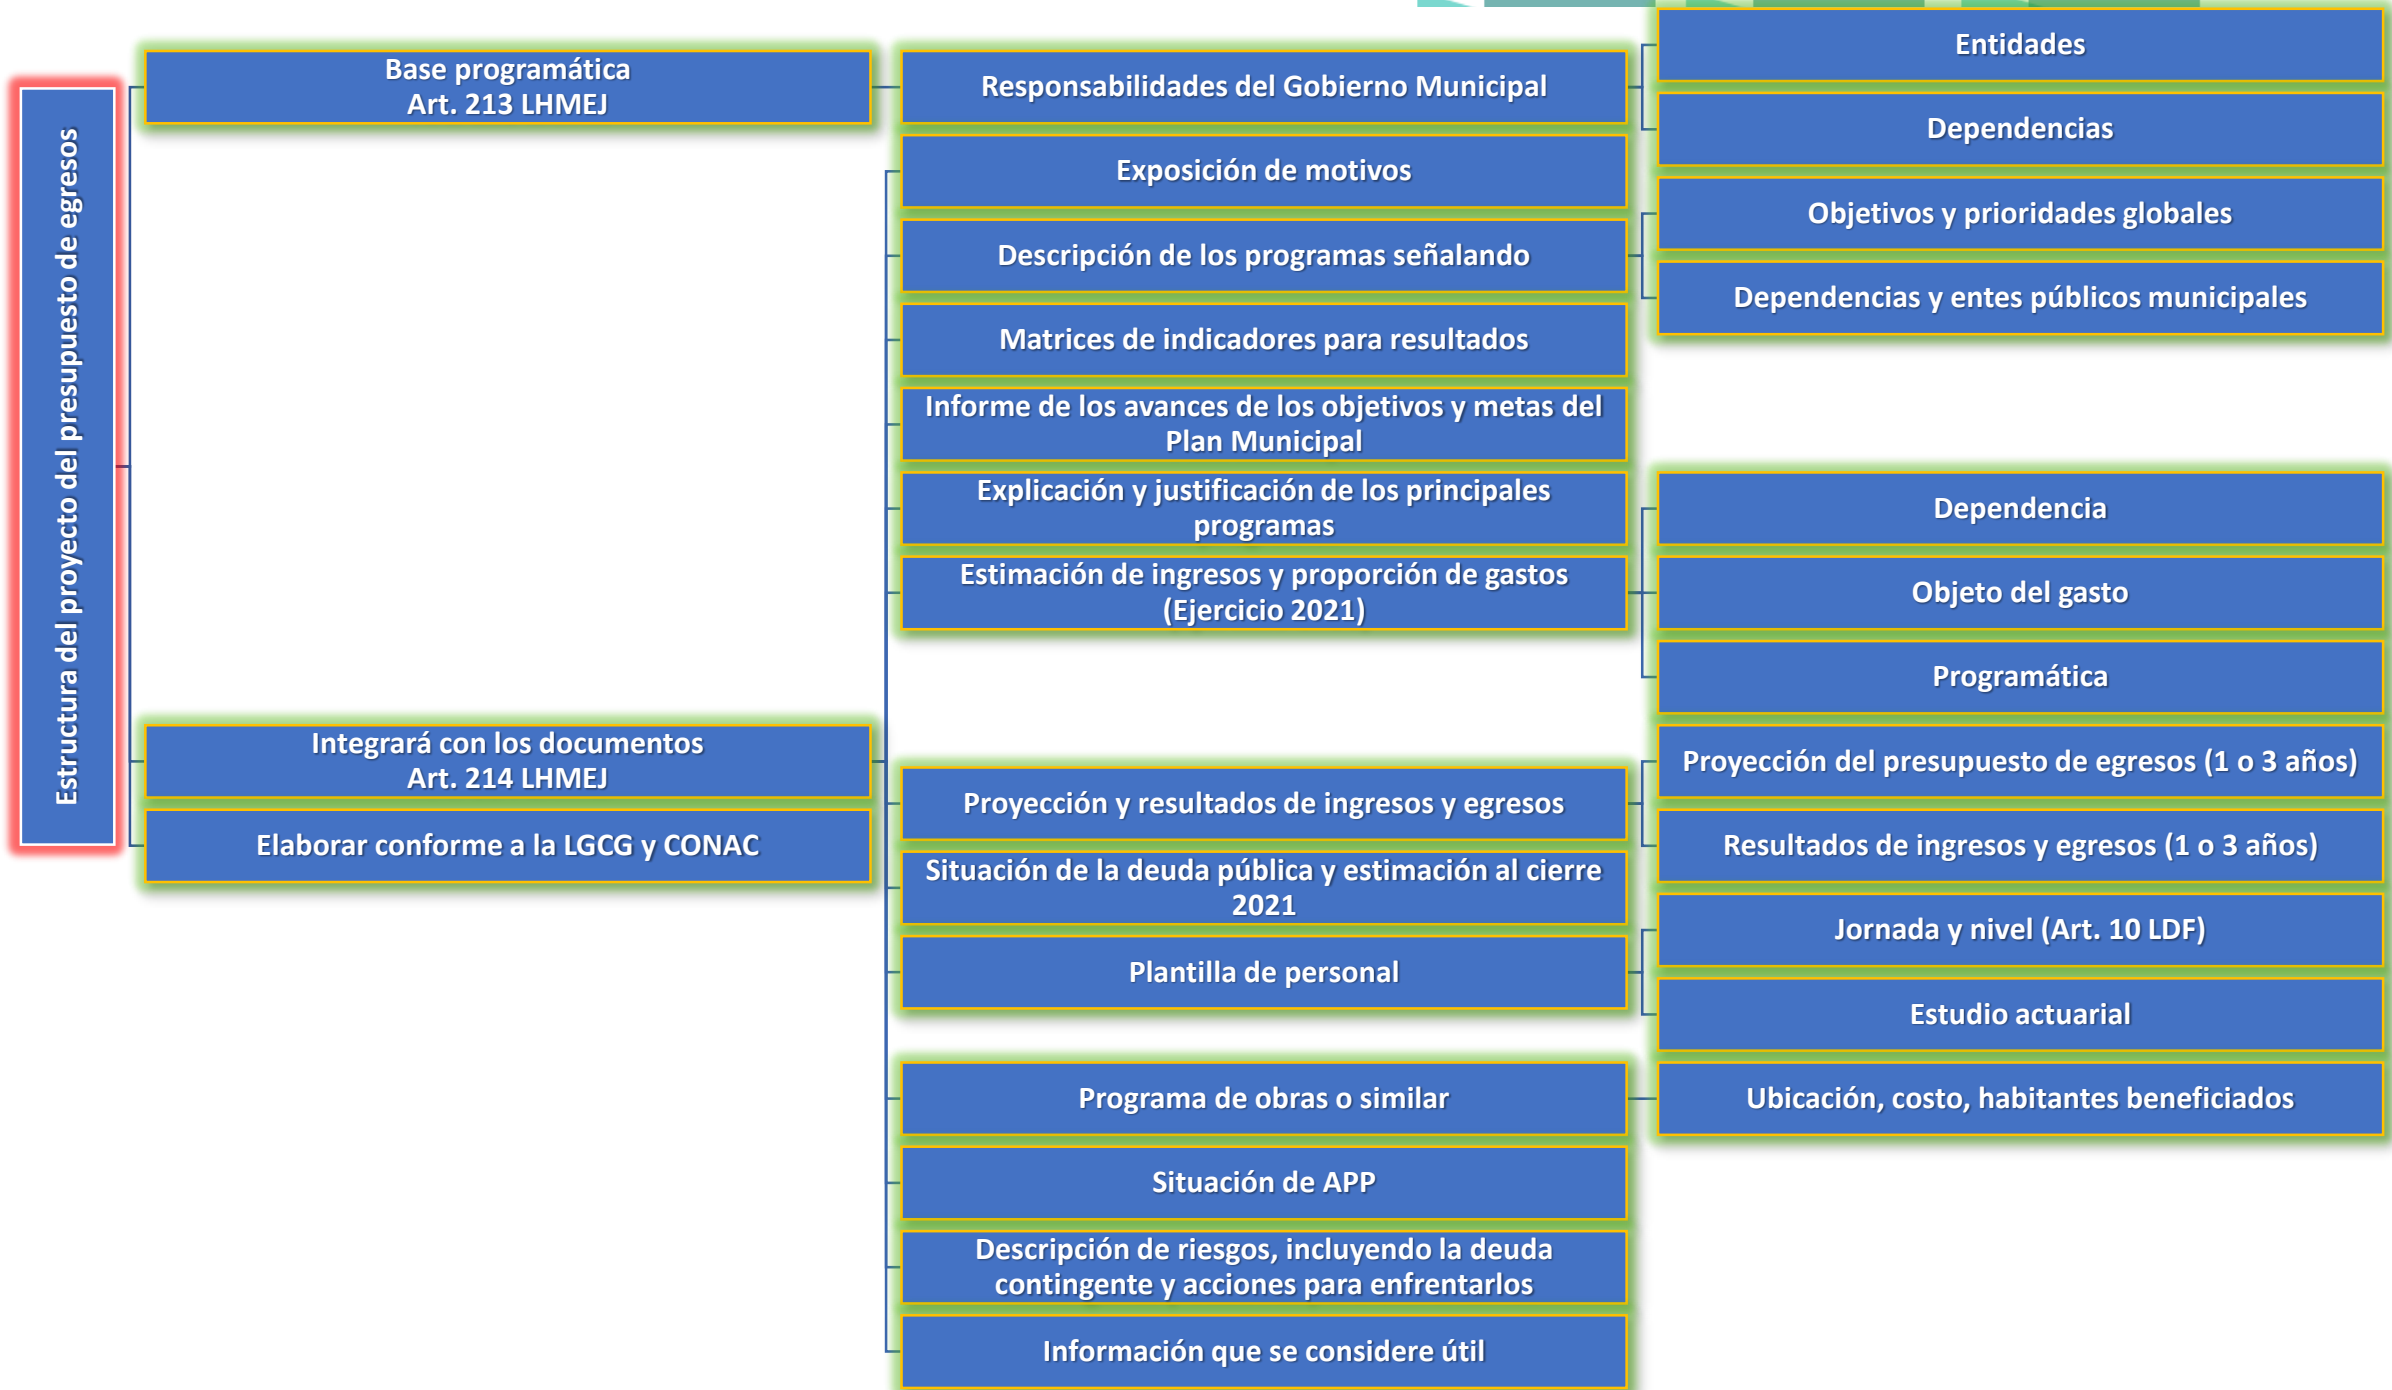 Estructura del proyecto del presupuesto de egresos
Base programática
Art. 213 LHMEJ
Responsabilidades del Gobierno Municipal
Entidades
Dependencias
Integrará con los documentos
Art. 214 LHMEJ
Exposición de motivos
Descripción de los programas señalando
Objetivos y prioridades globales
Dependencias y entes públicos municipales
Matrices de indicadores para resultados
Informe de los avances de los objetivos y metas del
Plan Municipal
Explicación y justificación de los principales
programas
Estimación de ingresos y proporción de gastos
(Ejercicio 2021)
Dependencia
Objeto del gasto
Programática
Proyección y resultados de ingresos y egresos
Proyección del presupuesto de egresos (1 o 3 años)
Resultados de ingresos y egresos (1 o 3 años)
Situación de la deuda pública y estimación al cierre
2021
Plantilla de personal
Jornada y nivel (Art. 10 LDF)
Estudio actuarial
Programa de obras o similar
Ubicación, costo, habitantes beneficiados
Situación de APP
Descripción de riesgos, incluyendo la deuda
contingente y acciones para enfrentarlos
Información que se considere útil
Elaborar conforme a la LGCG y CONAC